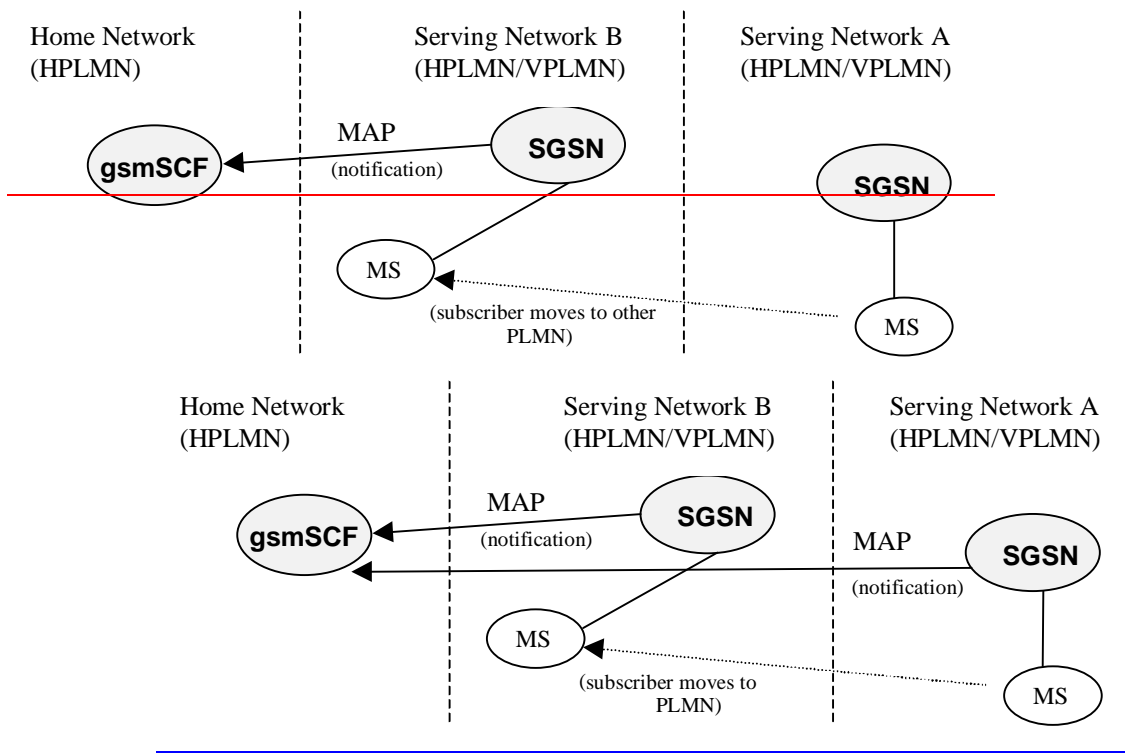 Home Network
(HPLMN)
Serving Network B
(HPLMN/VPLMN)
Serving Network A
(HPLMN/VPLMN)
gsmSCF
MAP
(notification)
SGSN
SGSN
MS
(subscriber moves to other
PLMN)
MS
Home Network
(HPLMN)
Serving Network B
(HPLMN/VPLMN)
Serving Network A
(HPLMN/VPLMN)
gsmSCF
MAP
(notification)
SGSN
MAP
(notification)
SGSN
MS
(subscriber moves to
PLMN)
MS